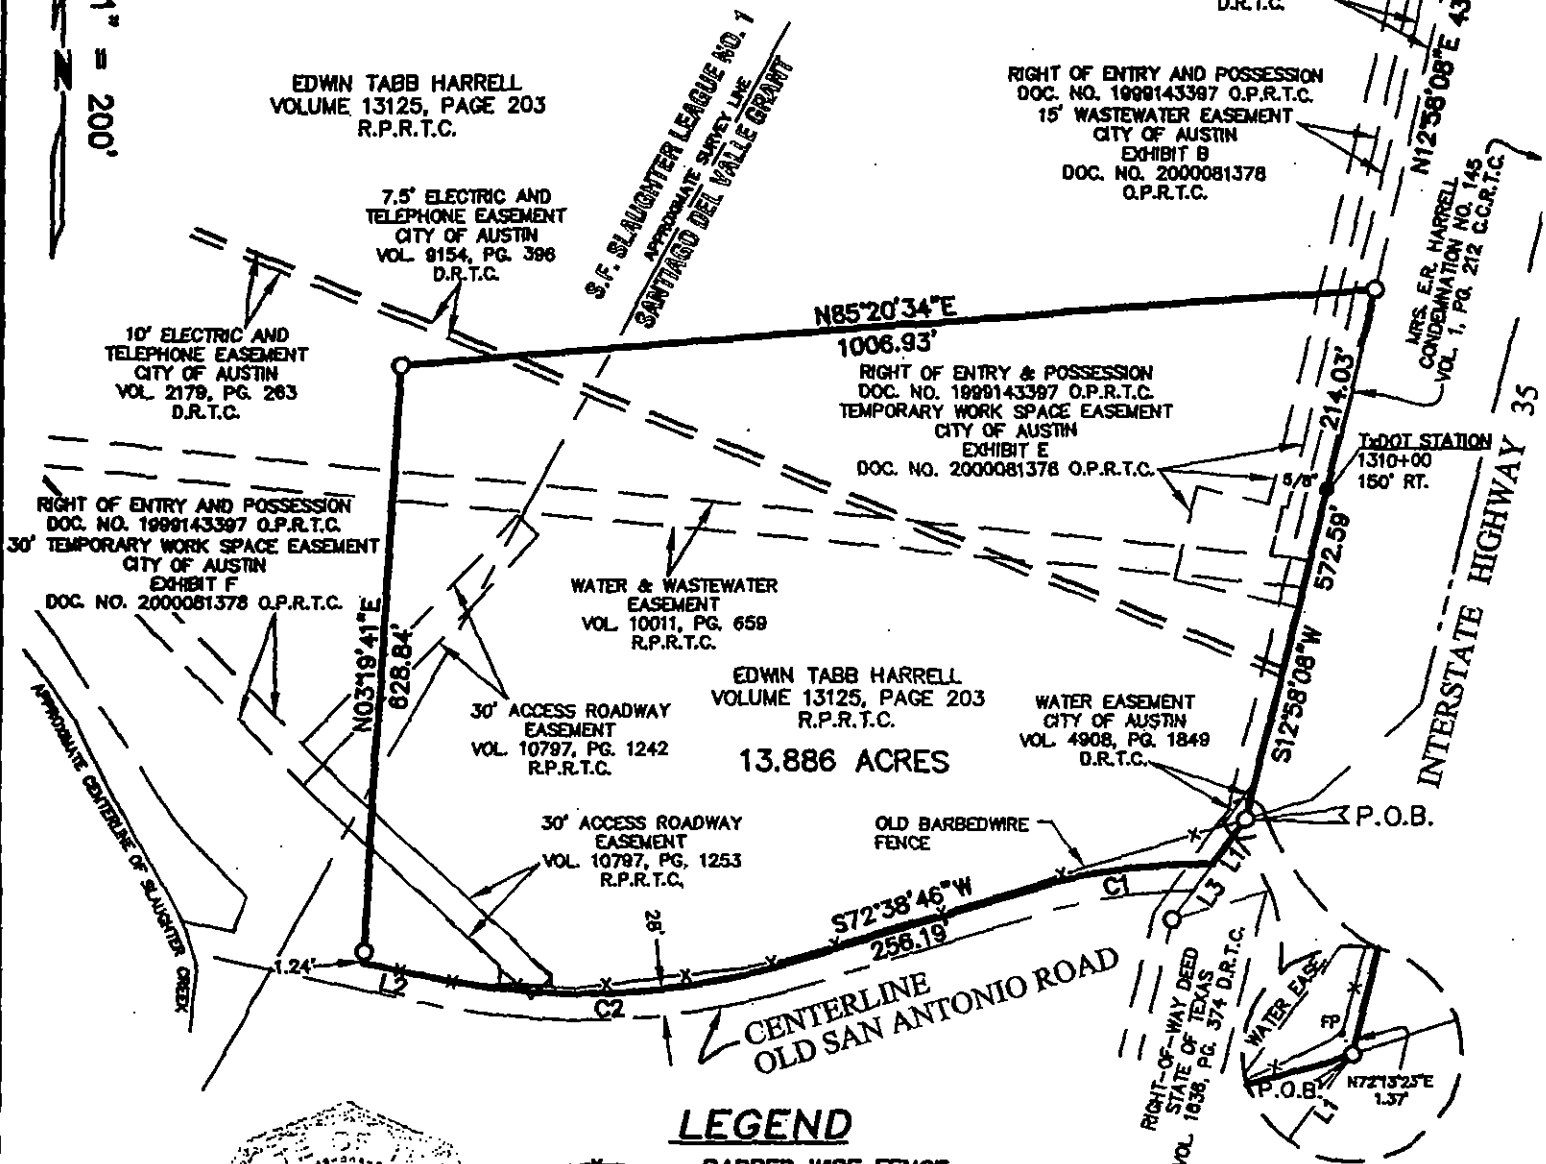 1" = 200'
N
EDWIN TABB HARRELL
VOLUME 13125, PAGE 203
R.P.R.T.C.
S.F. SLAUGHTER LEAGUE NO. 1
APPROXIMATE SURVEY LINE
SANTIAGO DEL VALLE GRANT
D.R.T.C.
N12°58'08"E 43
RIGHT OF ENTRY AND POSSESSION
DOC. NO. 1999143397 O.P.R.T.C.
15' WASTEWATER EASEMENT
CITY OF AUSTIN
EXHIBIT B
DOC. NO. 2000081378
O.P.R.T.C.
MRS. E.R. HARRELL
CONDEMNATION NO. 145
VOL. 1, PG. 212 C.C.R.T.C.
7.5' ELECTRIC AND
TELEPHONE EASEMENT
CITY OF AUSTIN
VOL. 9154, PG. 396
D.R.T.C.
10' ELECTRIC AND
TELEPHONE EASEMENT
CITY OF AUSTIN
VOL. 2179, PG. 263
D.R.T.C.
N85°20'34"E
1006.93'
RIGHT OF ENTRY & POSSESSION
DOC. NO. 1999143397 O.P.R.T.C.
TEMPORARY WORK SPACE EASEMENT
CITY OF AUSTIN
EXHIBIT E
DOC. NO. 2000081378 O.P.R.T.C.
214.03'
TxDOT STATION
1310+00
150' RT.
5/8"
572.59'
S12°58'08"W
INTERSTATE HIGHWAY 35
RIGHT OF ENTRY AND POSSESSION
DOC. NO. 1999143397 O.P.R.T.C.
30' TEMPORARY WORK SPACE EASEMENT
CITY OF AUSTIN
EXHIBIT F
DOC. NO. 2000081378 O.P.R.T.C.
N03°19'41"E
628.84'
WATER & WASTEWATER
EASEMENT
VOL. 10011, PG. 659
R.P.R.T.C.
EDWIN TABB HARRELL
VOLUME 13125, PAGE 203
R.P.R.T.C.
13.886 ACRES
30' ACCESS ROADWAY
EASEMENT
VOL. 10797, PG. 1242
R.P.R.T.C.
WATER EASEMENT
CITY OF AUSTIN
VOL. 4908, PG. 1849
D.R.T.C.
P.O.B.
30' ACCESS ROADWAY
EASEMENT
VOL. 10797, PG. 1253
R.P.R.T.C.
OLD BARBEDWIRE
FENCE
APPROXIMATE CENTERLINE OF SLAUGHTER CREEK
L1
L3
C1
S72°38'46"W
256.19'
28'
1.24'
L2
C2
CENTERLINE
OLD SAN ANTONIO ROAD
RIGHT-OF-WAY DEED
STATE OF TEXAS
VOL. 1836, PG. 374 D.R.T.C.
WATER EASE
PP
P.O.B.
N72°13'23"E
1.37'
L1
LEGEND
BARBED WIRE FENCE